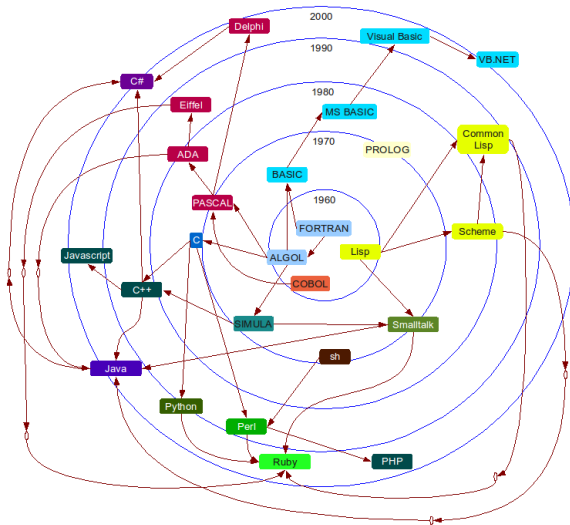 2000
Delphi
Visual Basic
1990
VB.NET
C#
1980
Eiffel
MS BASIC
Common
Lisp
1970
PROLOG
ADA
BASIC
PASCAL
1960
FORTRAN
Scheme
C
Javascript
ALGOL
Lisp
C++
COBOL
SIMULA
Smalltalk
sh
Java
Python
Perl
Ruby
PHP